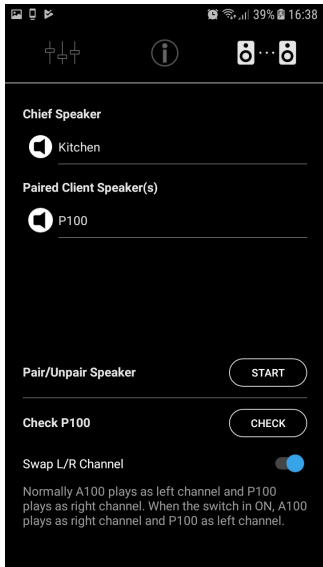 39% 16:38
Chief Speaker
Kitchen
Paired Client Speaker(s)
P100
Pair/Unpair Speaker START
Check P100 CHECK
Swap L/R Channel
Normally A100 plays as left channel and P100
plays as right channel. When the switch in ON, A100
plays as right channel and P100 as left channel.